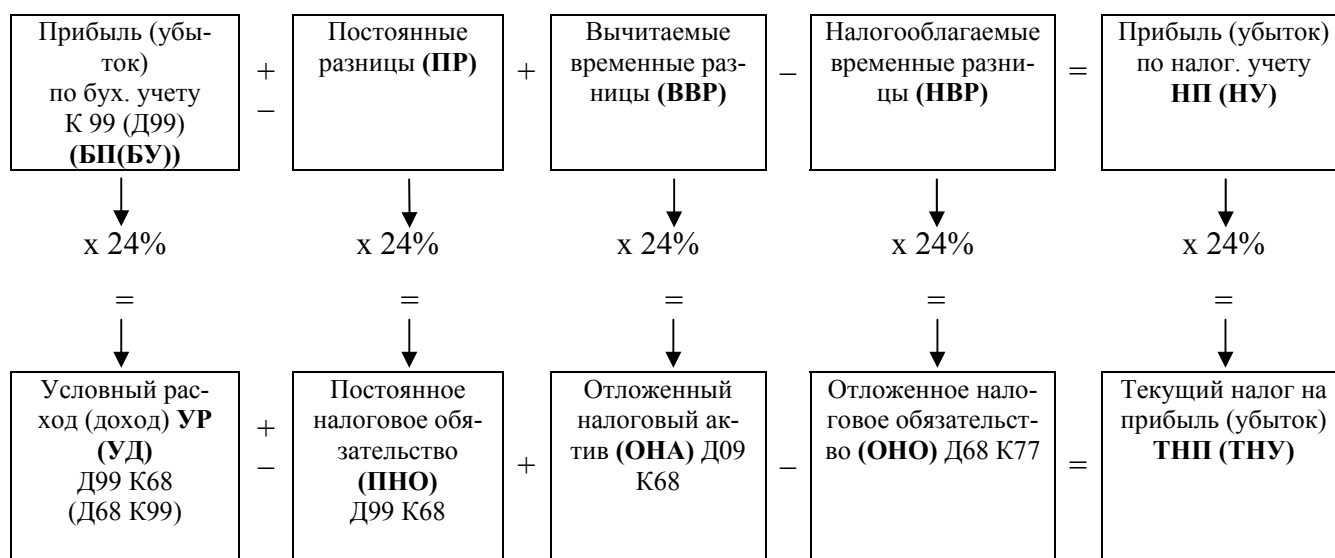 Прибыль (убы-
ток)
по бух. учету
К 99 (Д99)
(БП(БУ))
+
–
Постоянные
разницы (ПР)
+
Вычитаемые
временные раз-
ницы (ВВР)
–
Налогооблагаемые
временные разни-
цы (НВР)
=
Прибыль (убыток)
по налог. учету
НП (НУ)
х 24%
х 24%
х 24%
х 24%
х 24%
=
=
=
=
=
Условный рас-
ход (доход) УР
(УД)
Д99 К68
(Д68 К99)
+
–
Постоянное
налоговое обя-
зательство
(ПНО)
Д99 К68
+
Отложенный
налоговый ак-
тив (ОНА) Д09
К68
–
Отложенное нало-
говое обязательст-
во (ОНО) Д68 К77
=
Текущий налог на
прибыль (убыток)
ТНП (ТНУ)